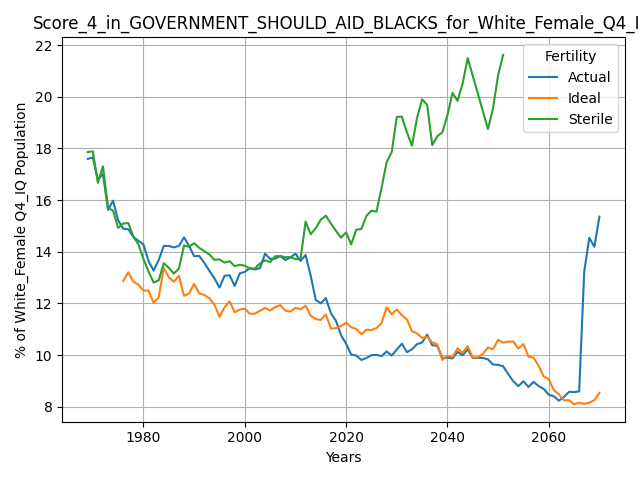 Score_4_in_GOVERNMENT_SHOULD_AID_BLACKS_for_White_Female_Q4_I
Fertility
Actual
Ideal
Sterile
% of White_Female Q4_IQ Population
22
20
18
16
14
12
10
8
1980 2000 2020 2040 2060
Years